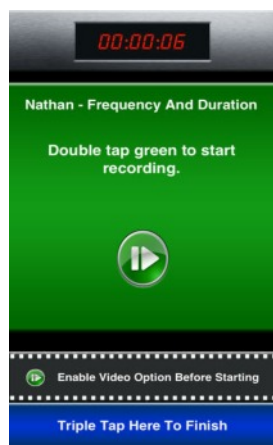 00:00:06
Nathan - Frequency And Duration
Double tap green to start
recording.
Enable Video Option Before Starting
Triple Tap Here To Finish